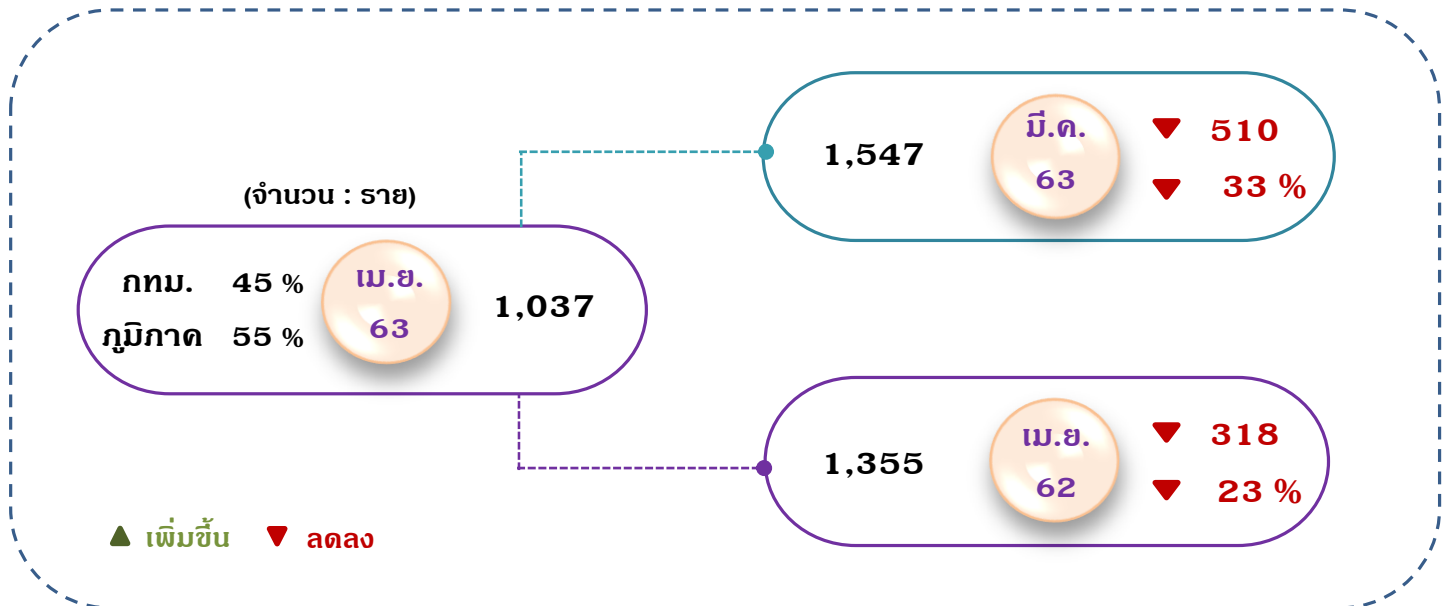 (จำนวน : ราย)
กทม. 45 %
ภูมิภาค 55 %
เม.ย.
63
1,037
1,547
มี.ค.
63
▼ 510
▼ 33 %
1,355
เม.ย.
62
▼ 318
▼ 23 %
▲ เพิ่มขึ้น ▼ ลดลง